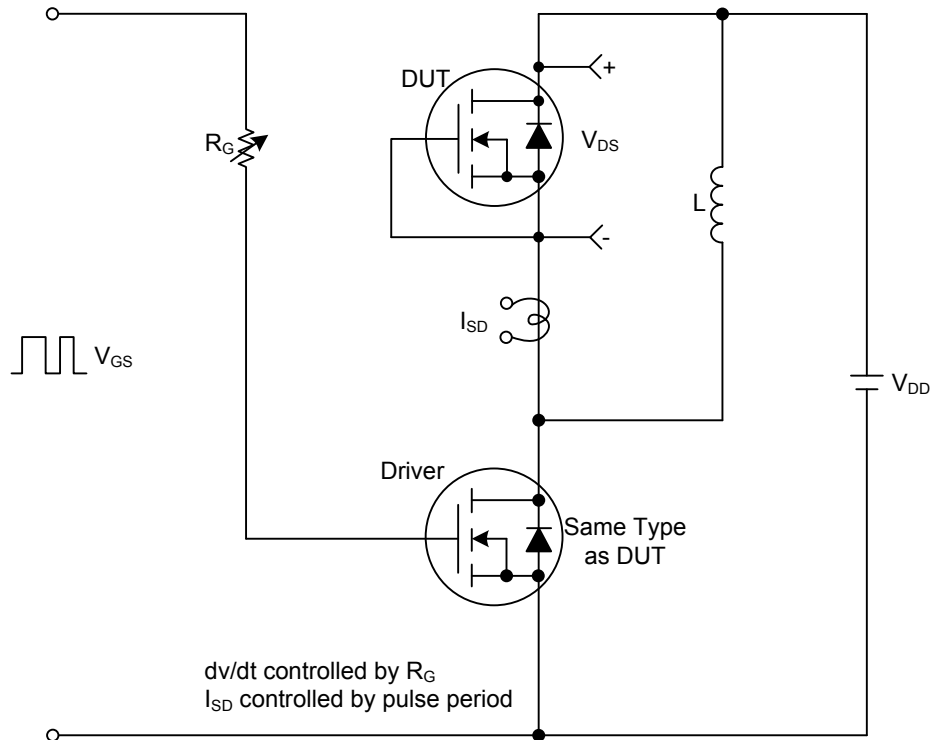 DUT
+
R_G
V_DS
L
-
I_SD
V_GS
V_DD
Driver
Same Type
as DUT
dv/dt controlled by R_G
I_SD controlled by pulse period